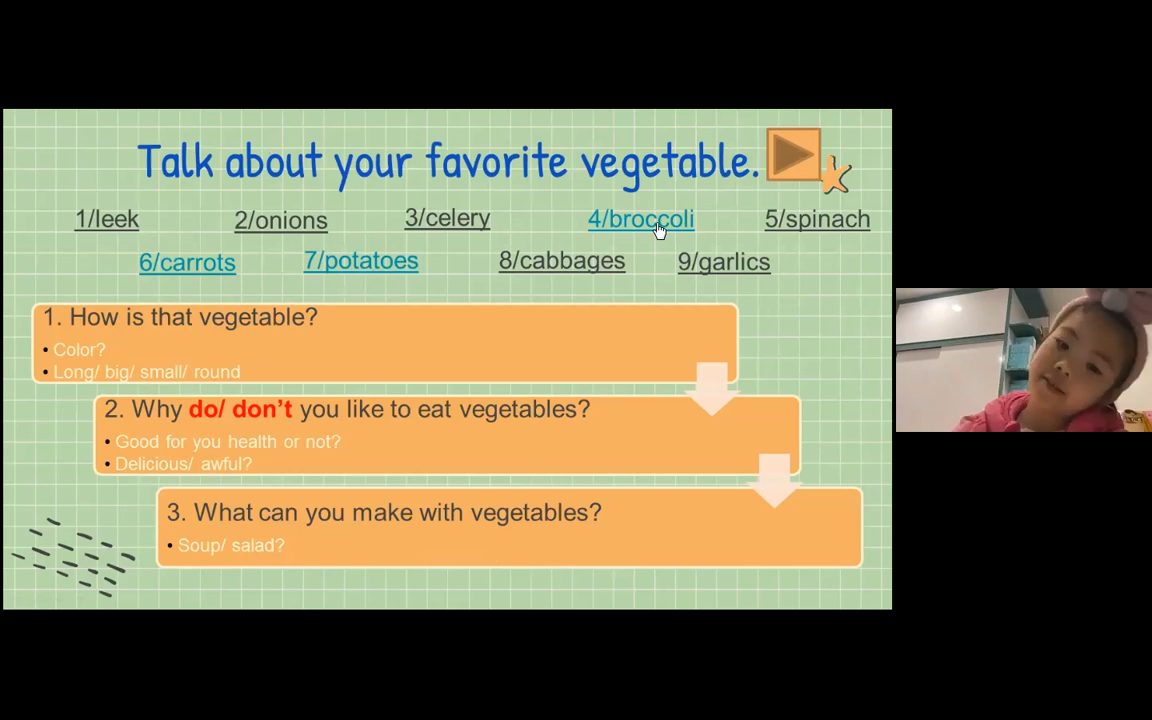 Talk about your favorite vegetable.
1/leek 2/onions 3/celery 4/broccoli 5/spinach
6/carrots 7/potatoes 8/cabbages 9/garlics
1. How is that vegetable?
• Color?
• Long/ big/ small/ round
2. Why do/ don't you like to eat vegetables?
• Good for you health or not?
• Delicious/ awful?
3. What can you make with vegetables?
• Soup/ salad?